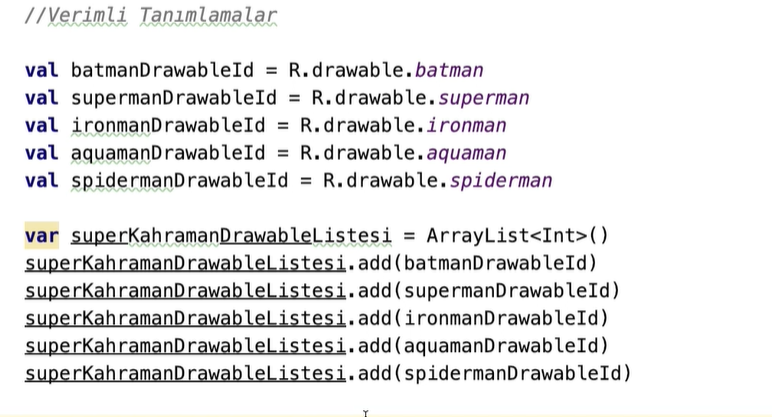 //Verimli Tanımlamalar
val batmanDrawableId = R.drawable.batman
val supermanDrawableId = R.drawable.superman
val ironmanDrawableId = R.drawable.ironman
val aquamanDrawableId = R.drawable.aquaman
val spidermanDrawableId = R.drawable.spiderman
var superKahramanDrawableListesi = ArrayList<Int>()
superKahramanDrawableListesi.add(batmanDrawableId)
superKahramanDrawableListesi.add(supermanDrawableId)
superKahramanDrawableListesi.add(ironmanDrawableId)
superKahramanDrawableListesi.add(aquamanDrawableId)
superKahramanDrawableListesi.add(spidermanDrawableId)